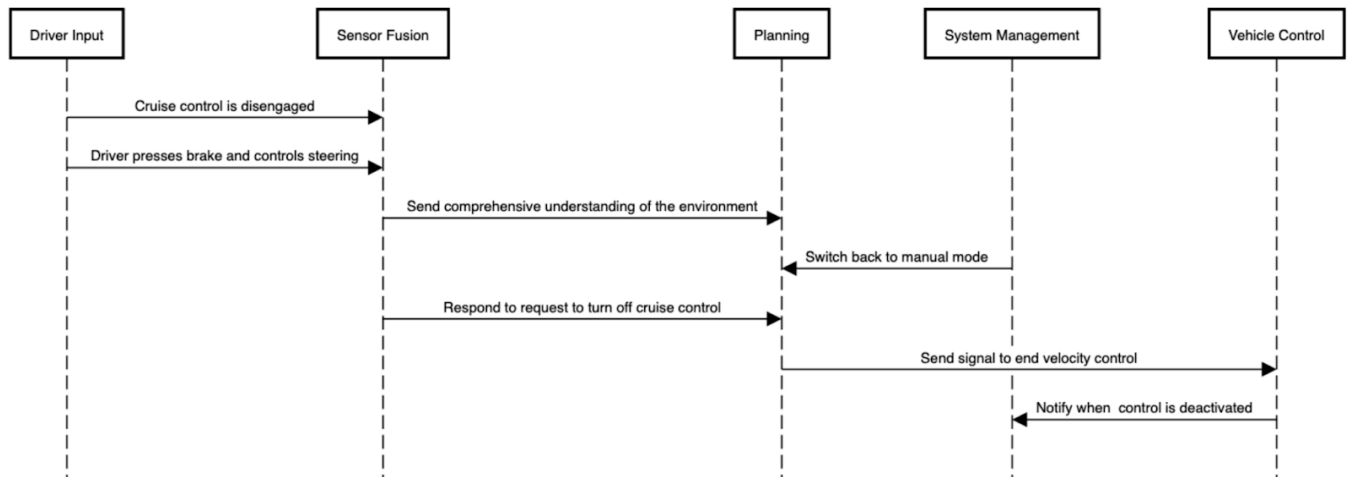 Driver Input
Sensor Fusion
Planning
System Management
Vehicle Control
Cruise control is disengaged
Driver presses brake and controls steering
Send comprehensive understanding of the environment
Switch back to manual mode
Respond to request to turn off cruise control
Send signal to end velocity control
Notify when  control is deactivated